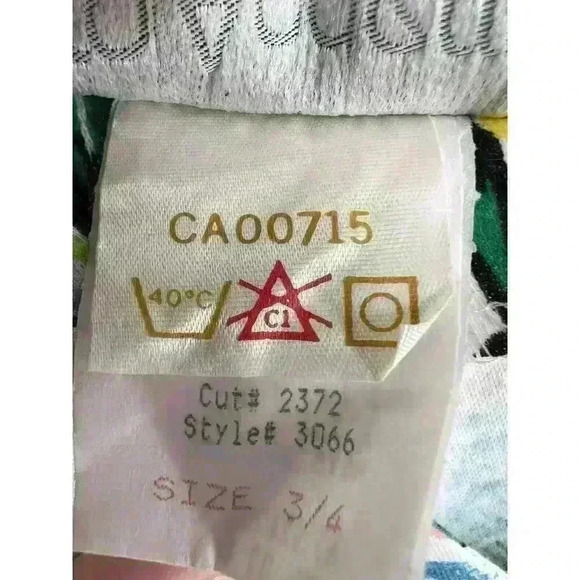 CA00715
40°C
Cl
Cut# 2372
Style# 3066
SIZE 3/4